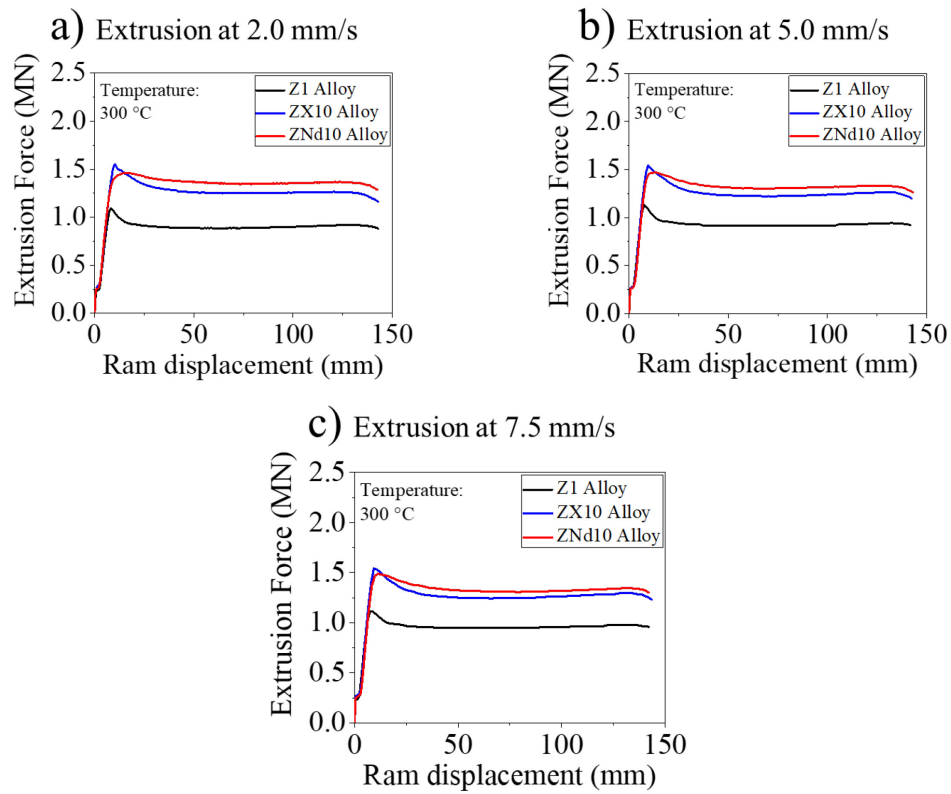 a) Extrusion at 2.0 mm/s
Extrusion Force (MN)
2.5
2.0
1.5
1.0
0.5
0.0
Temperature:
300 °C
Z1 Alloy
ZX10 Alloy
ZNd10 Alloy
0 50 100 150
Ram displacement (mm)
b) Extrusion at 5.0 mm/s
Extrusion Force (MN)
2.5
2.0
1.5
1.0
0.5
0.0
Temperature:
300 °C
Z1 Alloy
ZX10 Alloy
ZNd10 Alloy
0 50 100 150
Ram displacement (mm)
c) Extrusion at 7.5 mm/s
Extrusion Force (MN)
2.5
2.0
1.5
1.0
0.5
0.0
Temperature:
300 °C
Z1 Alloy
ZX10 Alloy
ZNd10 Alloy
0 50 100 150
Ram displacement (mm)